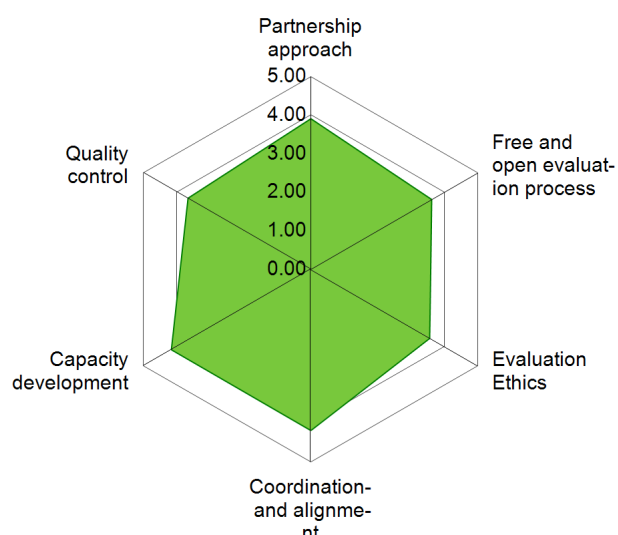 Partnership
approach
5.00
4.00
3.00
2.00
1.00
0.00
Free and
open evaluat-
ion process
Evaluation
Ethics
Coordination-
and alignme-
nt
Capacity
development
Quality
control